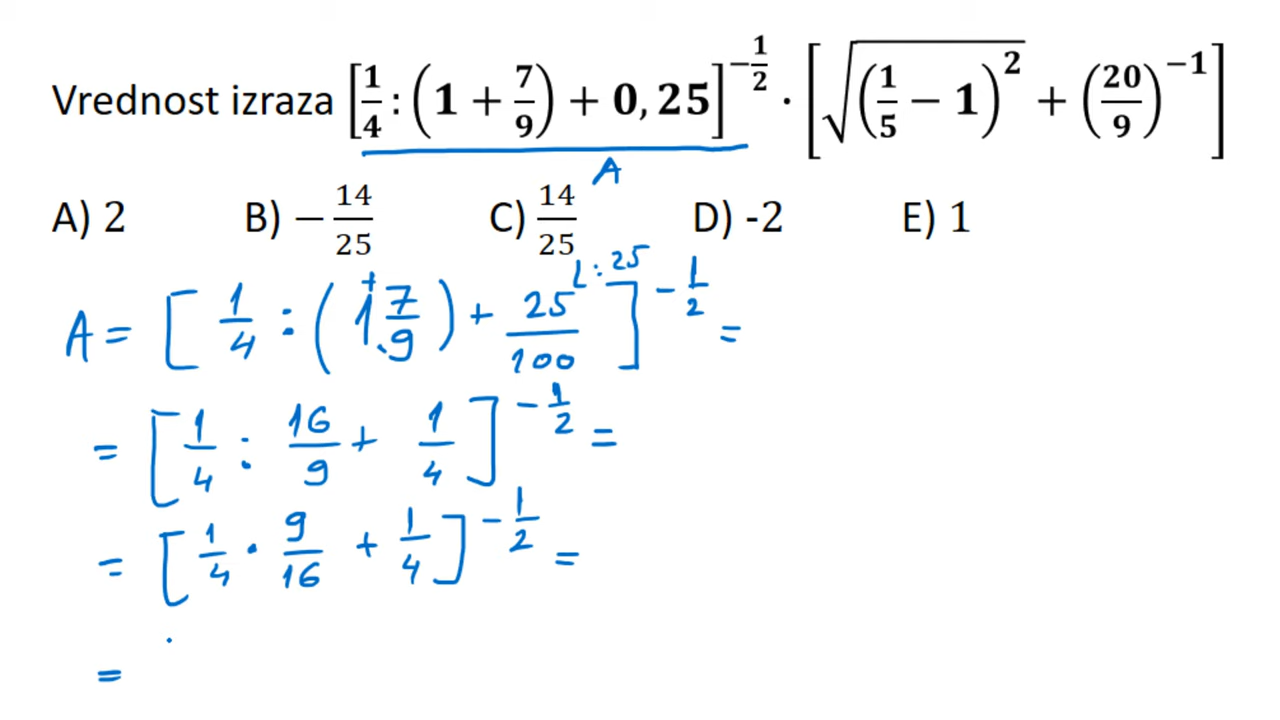 Vrednost izraza [1/4 : (1 + 7/9) + 0, 25]^(−1/2) · [√((1/5 − 1)^2) + (20/9)^(−1)]
A
A) 2 B) − 14/25 C) 14/25 D) -2 E) 1
A = [ 1/4 : ( 1 7/9 ) + 25/100 ]^(− 1/2) = + · L : 25
= [ 1/4 : 16/9 + 1/4 ]^(− 1/2) =
= [ 1/4 · 9/16 + 1/4 ]^(− 1/2) =
=